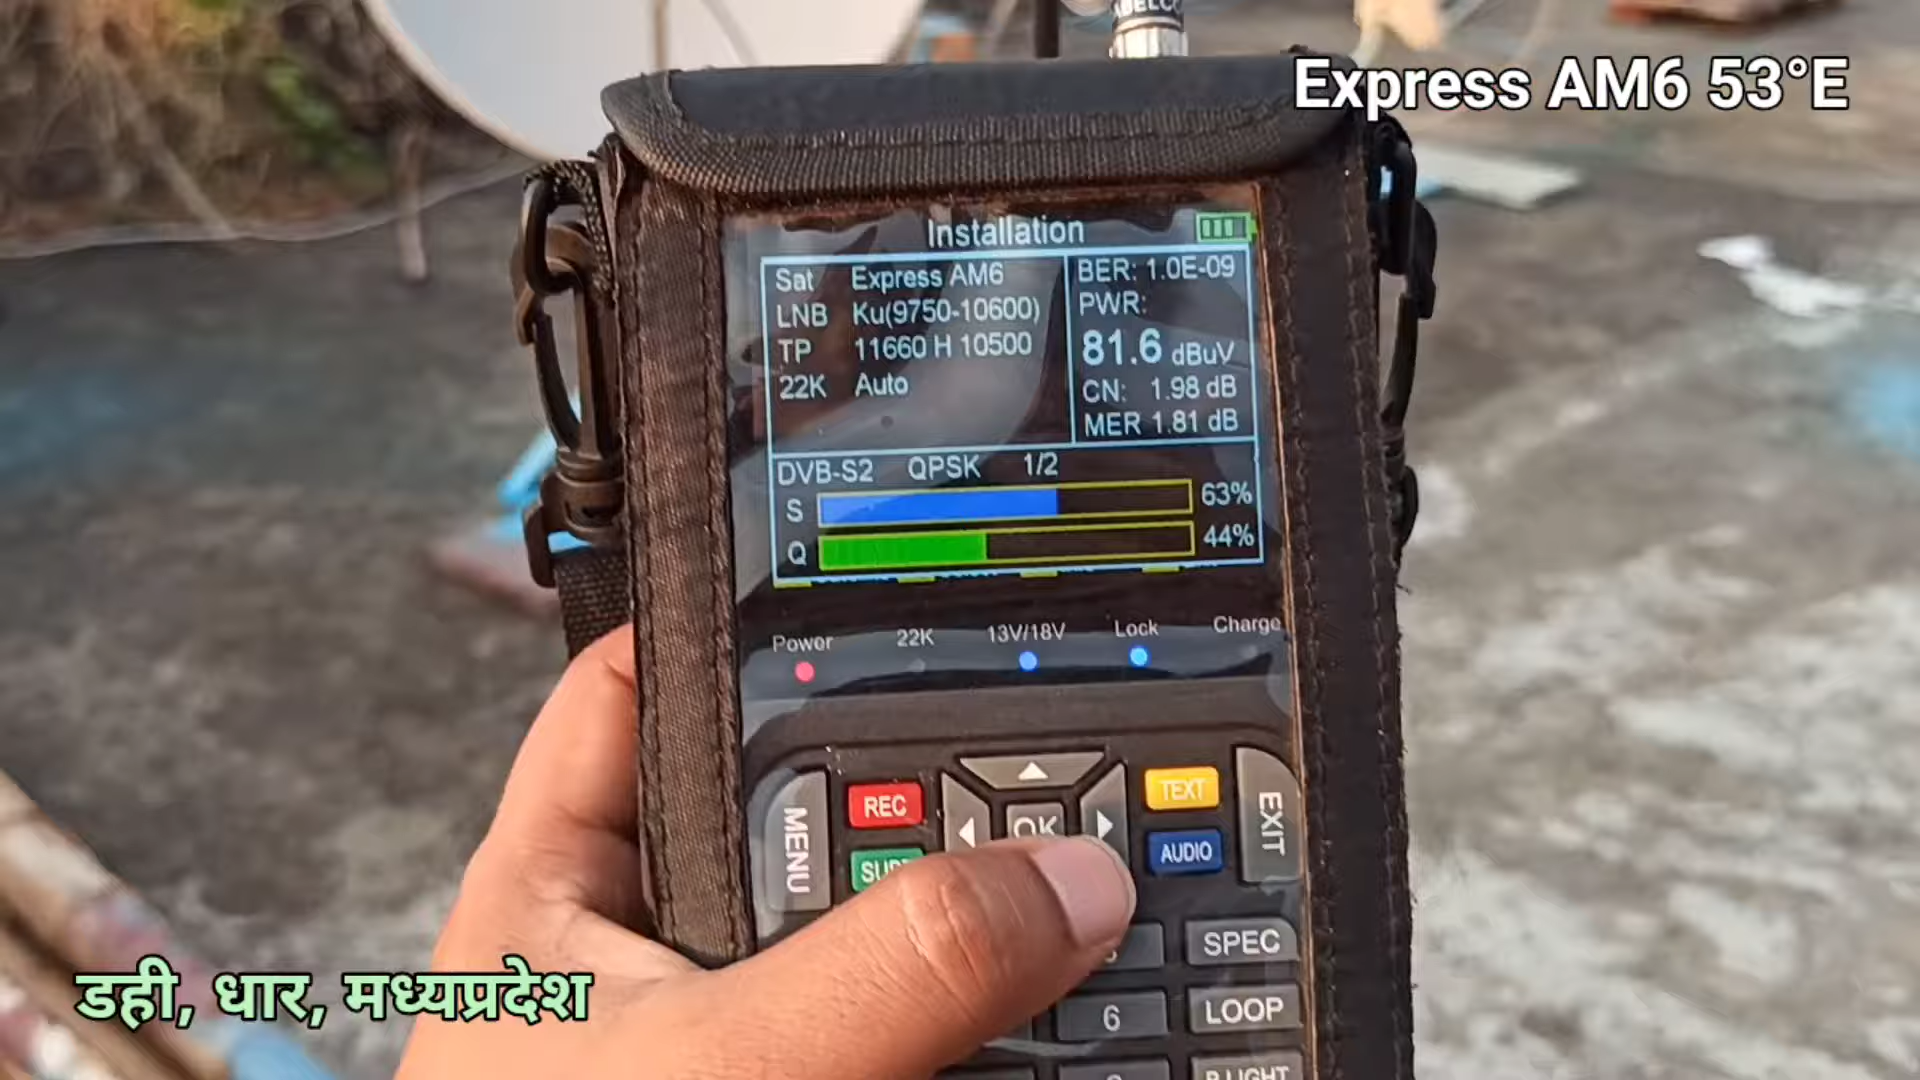 Express AM6 53°E
Installation
Sat Express AM6
LNB Ku(9750-10600)
TP 11660 H 10500
22K Auto
BER: 1.0E-09
PWR:
81.6 dBuV
CN: 1.98 dB
MER 1.81 dB
DVB-S2 QPSK 1/2
S 63%
Q 44%
Power 22K 13V/18V Lock Charge
MENU
REC
OK
TEXT
AUDIO
EXIT
SPEC
6
LOOP
डही, धार, मध्यप्रदेश